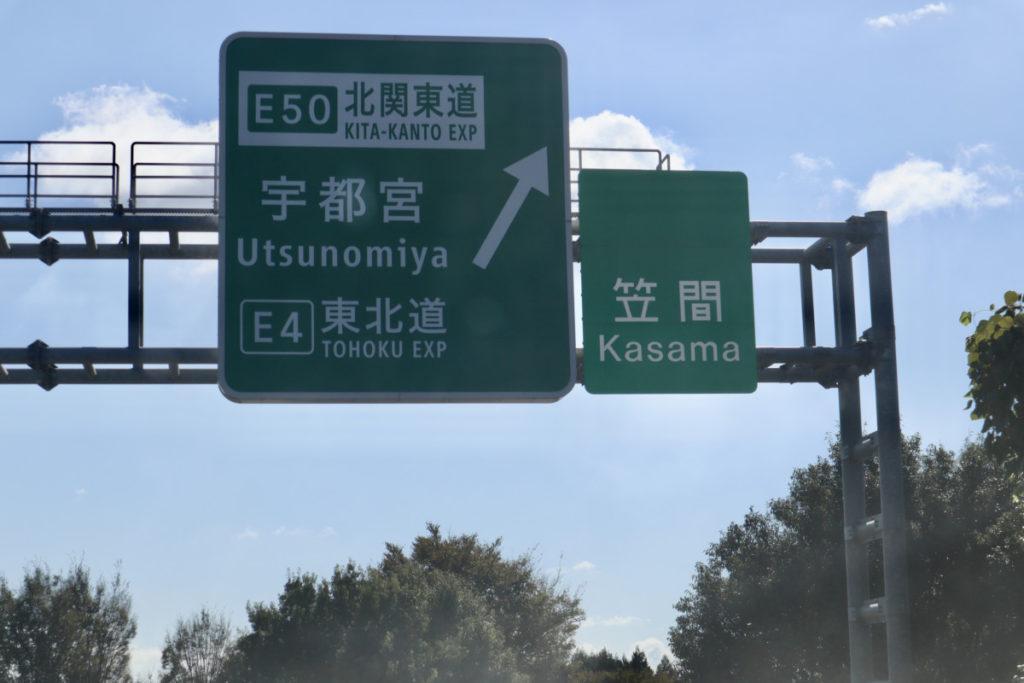 E50 北関東道
KITA-KANTO EXP
宇都宮
Utsunomiya
E4 東北道
TOHOKU EXP
笠間
Kasama